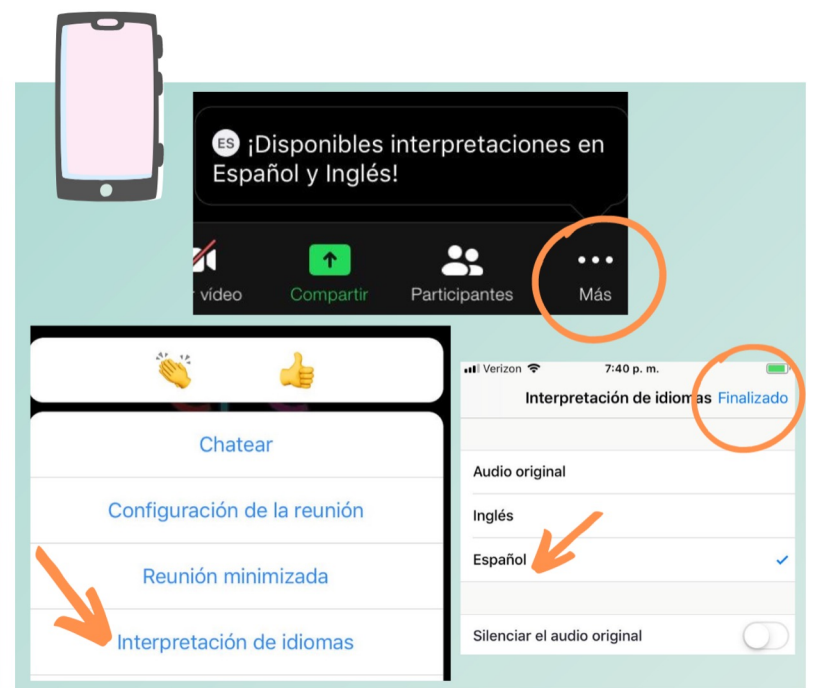 ES ¡Disponibles interpretaciones en
Español y Inglés!
vídeo
Compartir
Participantes
Más
Chatear
Configuración de la reunión
Reunión minimizada
Interpretación de idiomas
Verizon
7:40 p. m.
Interpretación de idiomas Finalizado
Audio original
Inglés
Español
Silenciar el audio original